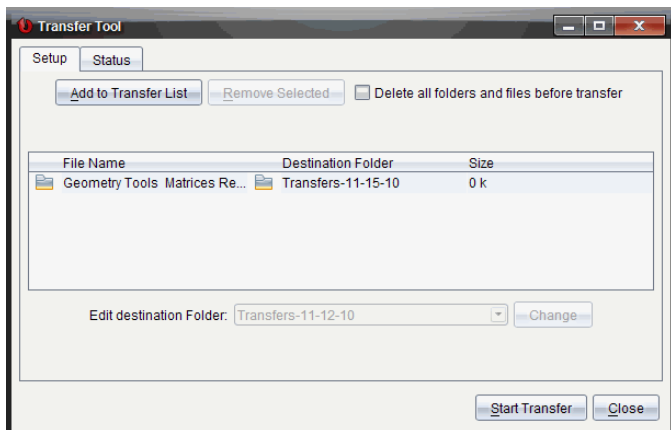 Transfer Tool
Setup Status
Add to Transfer List Remove Selected Delete all folders and files before transfer
File Name Destination Folder Size
Geometry Tools Matrices Re... Transfers-11-15-10 0 k
Edit destination Folder: Transfers-11-12-10 Change
Start Transfer Close